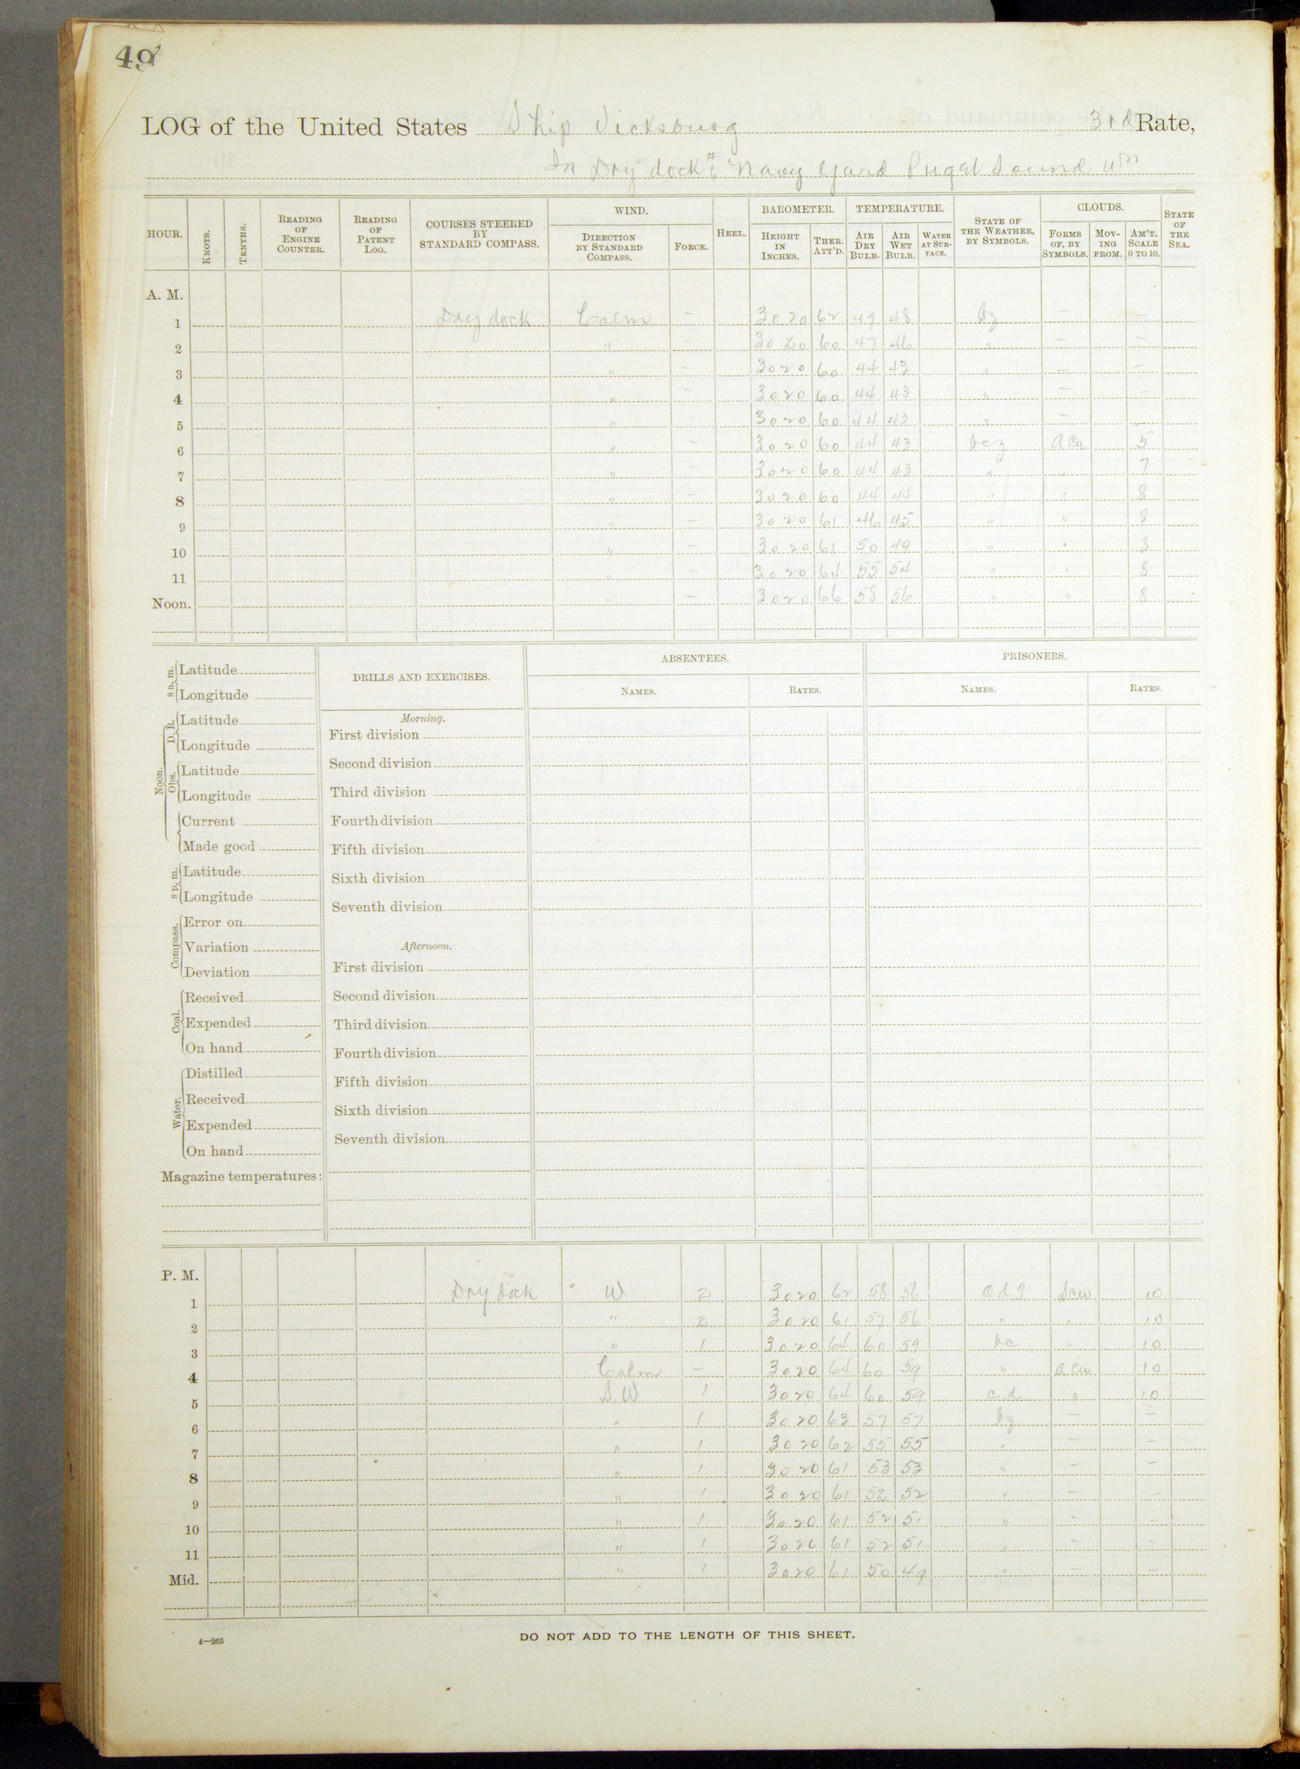 49
LOG of the United States Ship Vicksburg 3rd Rate,
In Dry dock # Navy Yard Puget Sound Wn
HOUR. KNOTS. TENTHS. READING OF ENGINE COUNTER. READING OF PATENT LOG. COURSES STEERED BY STANDARD COMPASS. WIND. DIRECTION BY STANDARD COMPASS. FORCE. HEEL. BAROMETER. HEIGHT IN INCHES. THER. ATT'D. TEMPERATURE. AIR DRY BULB. AIR WET BULB. WATER AT SURFACE. STATE OF THE WEATHER, BY SYMBOLS. CLOUDS. FORMS OF, BY SYMBOLS. MOVING FROM. AM'T. SCALE 0 TO 10. STATE OF THE SEA.
A. M.
1 Dry dock Calm – 30 20 62 49 48 bz – –
2 " – 30 20 60 47 46 " – –
3 " – 30 20 60 44 43 " – –
4 " – 30 20 60 44 43 " – –
5 " – 30 20 60 44 43 " – –
6 " – 30 20 60 44 43 bcz A Cu 5
7 " – 30 20 60 44 43 " " 7
8 " – 30 20 60 44 44 " " 8
9 " – 30 20 61 46 45 " " 8
10 " – 30 20 61 50 49 " " 8
11 " – 30 20 64 55 54 " " 8
Noon. " – 30 20 66 58 56 " " 8
8 a. m. Latitude
Longitude
Noon. D. R. Latitude
Longitude
Obs. Latitude
Longitude
Current
Made good
8 p. m. Latitude
Longitude
Compass. Error on
Variation
Deviation
Coal. Received
Expended
On hand
Water. Distilled
Received
Expended
On hand
Magazine temperatures:
DRILLS AND EXERCISES.
Morning.
First division
Second division
Third division
Fourth division
Fifth division
Sixth division
Seventh division
Afternoon.
First division
Second division
Third division
Fourth division
Fifth division
Sixth division
Seventh division
ABSENTEES.
NAMES. RATES.
PRISONERS.
NAMES. RATES.
P. M.
1 Dry dock W 2 30 20 62 58 56 Scu 10
2 " 2 30 20 61 57 56 " " 10
3 " 1 30 20 64 60 59 bc " 10
4 Calm – 30 20 64 60 59 " A Cu 10
5 S.W 1 30 20 64 60 59 c.d. " 10
6 " 1 30 20 63 57 57 bz – –
7 " 1 30 20 62 55 55 " – –
8 " 1 30 20 61 53 53 " – –
9 " 1 30 20 61 52 52 " – –
10 " 1 30 20 61 52 51 " – –
11 " 1 30 20 61 52 51 " – –
Mid. " 1 30 20 61 50 49 " – –
4—265
DO NOT ADD TO THE LENGTH OF THIS SHEET.